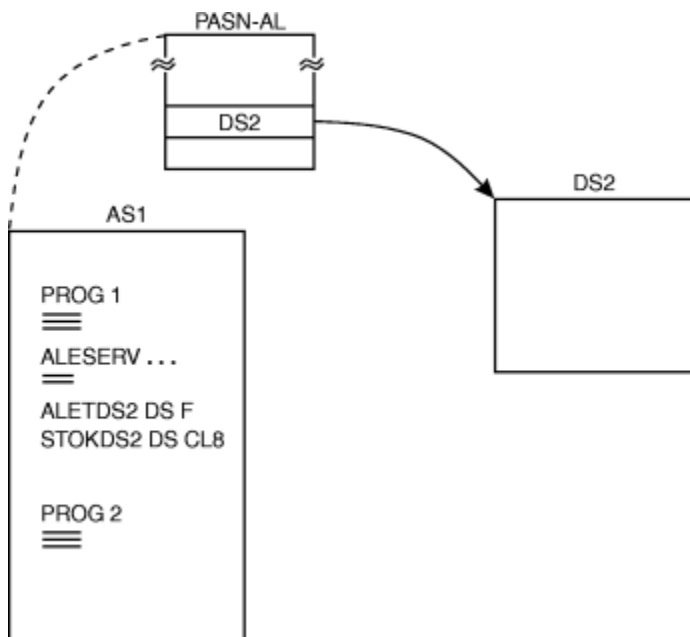 PASN-AL
DS2
DS2
AS1
PROG 1
ALESERV . . .
ALETDS2 DS F
STOKDS2 DS CL8
PROG 2